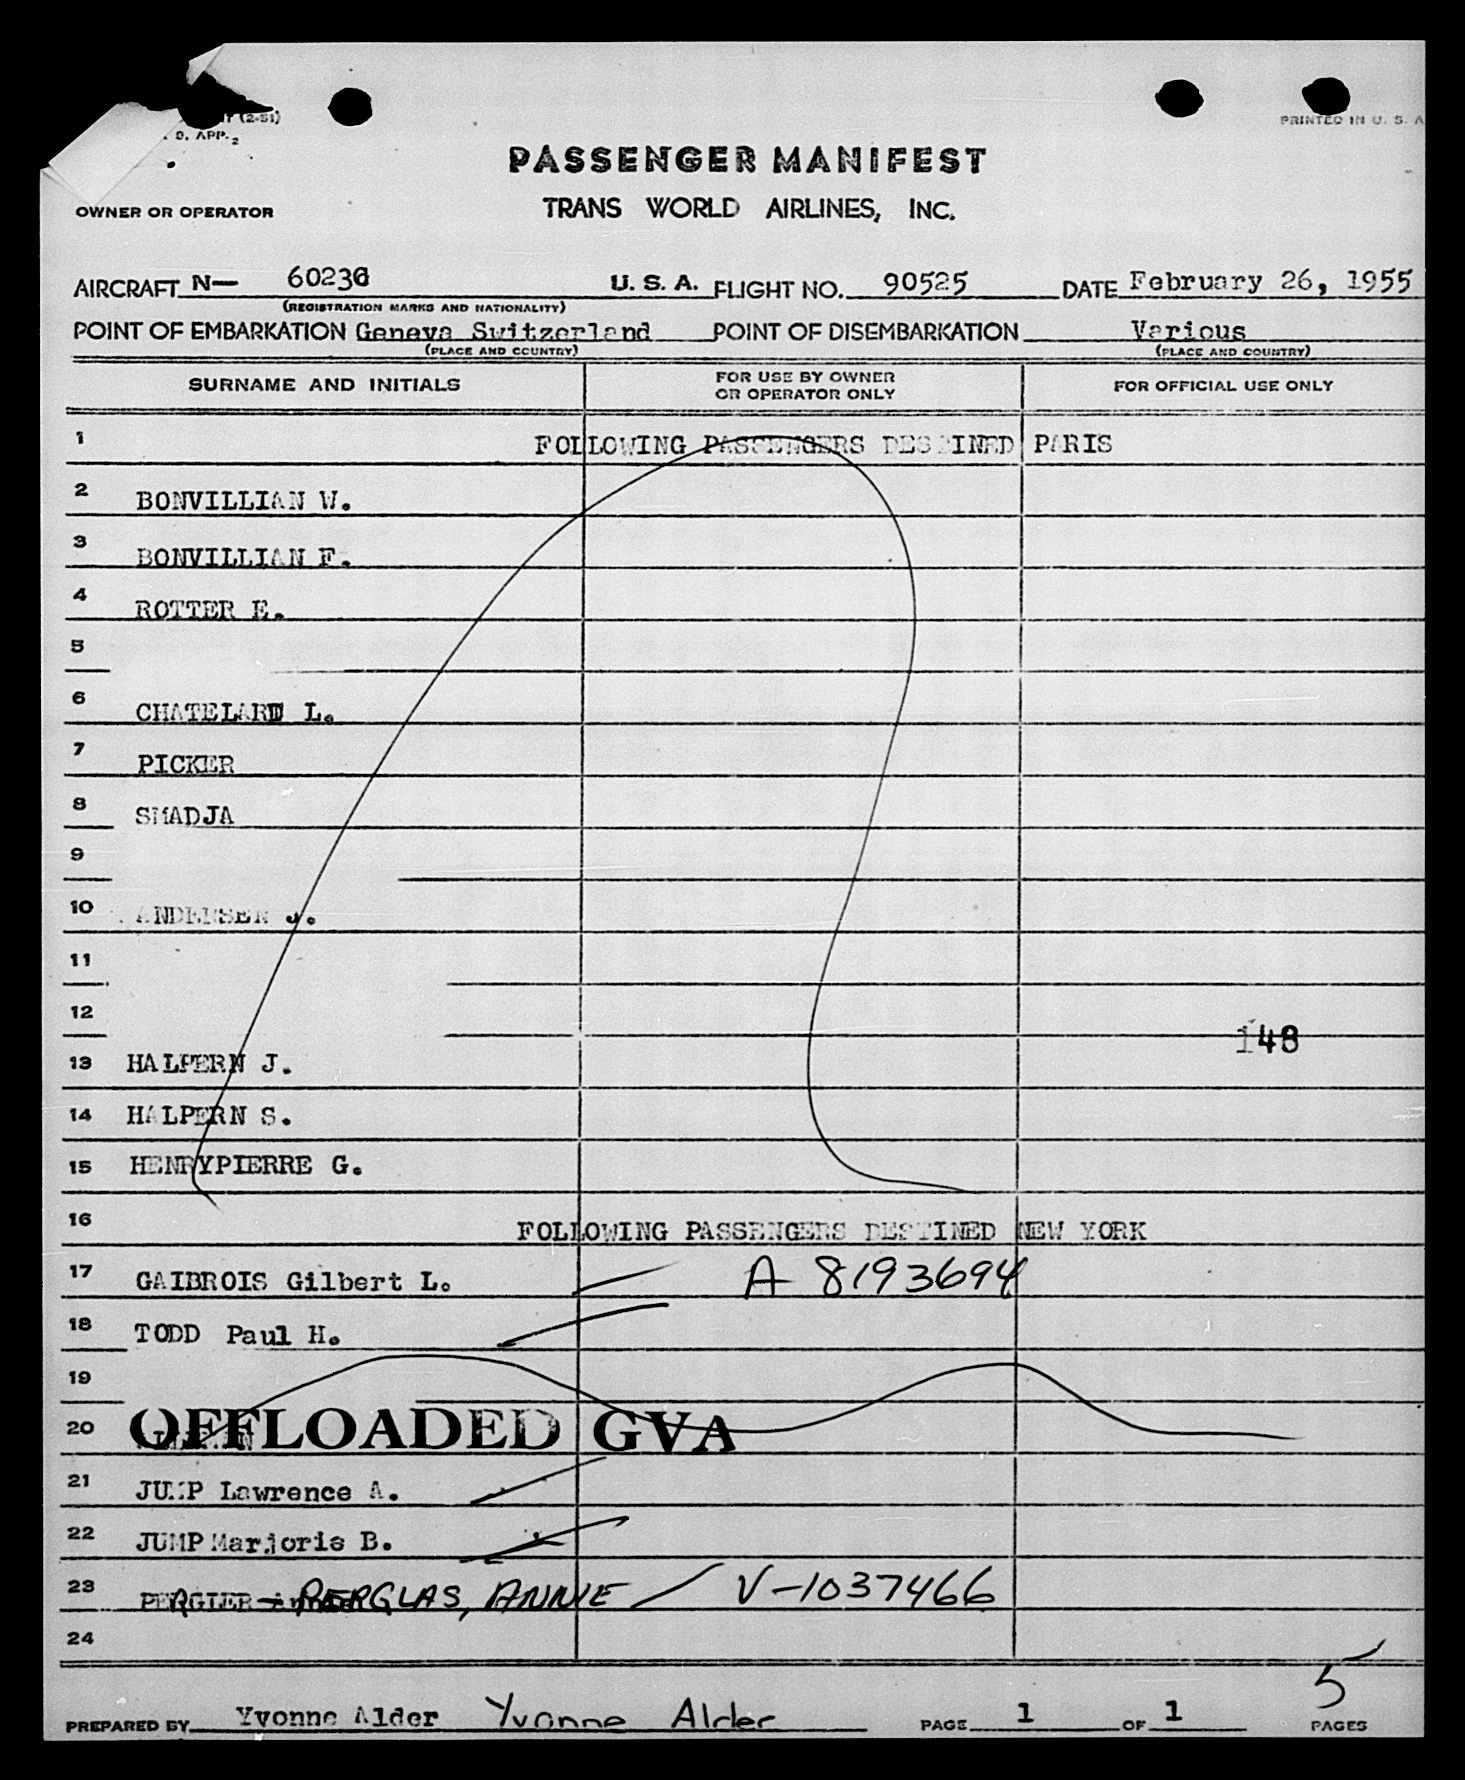 (2-51)
PRINTED IN U. S. A
PASSENGER MANIFEST
OWNER OR OPERATOR
TRANS WORLD AIRLINES, INC.
AIRCRAFT N— 60230 U. S. A. FLIGHT NO. 90525 DATE February 26, 1955
(REGISTRATION MARKS AND NATIONALITY)
POINT OF EMBARKATION Geneva Switzerland POINT OF DISEMBARKATION Various
(PLACE AND COUNTRY) (PLACE AND COUNTRY)
SURNAME AND INITIALS FOR USE BY OWNER OR OPERATOR ONLY FOR OFFICIAL USE ONLY
1 FOLLOWING PASSENGERS DESTINED PARIS
2 BONVILLIAN W.
3 BONVILLIAN F.
4 ROTTER E.
5
6 CHATELARD L.
7 PICKER
8 SMADJA
9
10 ANDERSEN J.
11
12
148
13 HALPERN J.
14 HALPERN S.
15 HENRYPIERRE G.
16 FOLLOWING PASSENGERS DESTINED NEW YORK
17 GAIBROIS Gilbert L. A 8193694
18 TODD Paul H.
19
20 OFFLOADED GVA
21 JUMP Lawrence A.
22 JUMP Marjorie B.
23 PERGLAS, ANNIE V-1037466
24
5
PREPARED BY Yvonne Alder Yvonne Alder PAGE 1 OF 1 PAGES